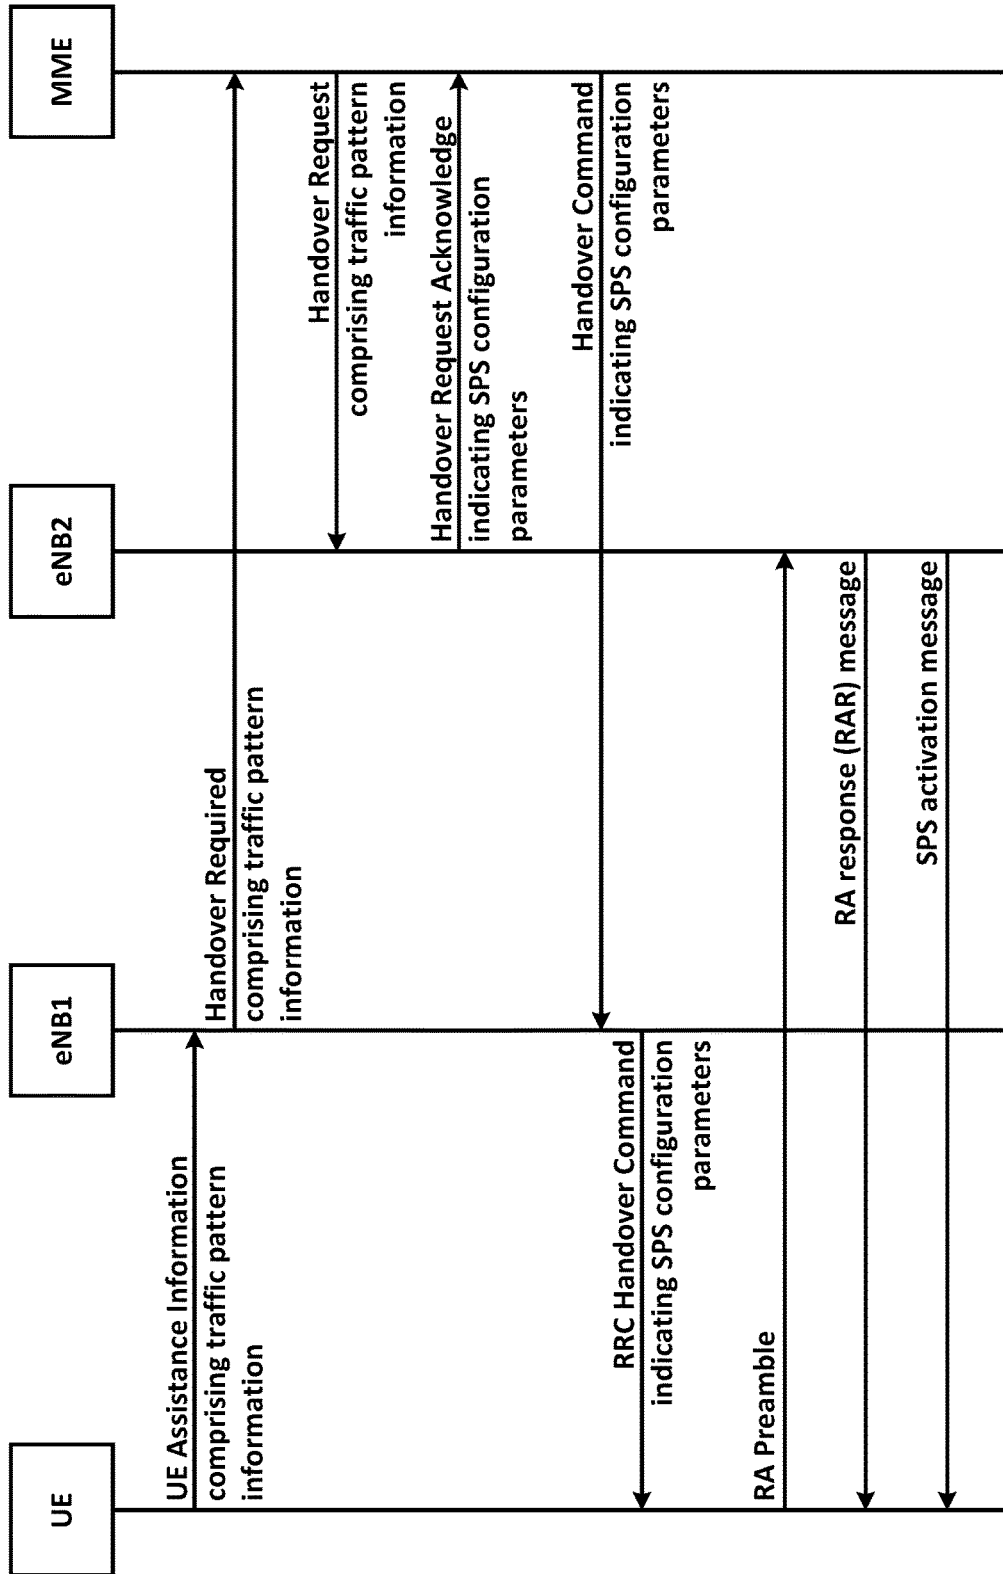 UE
eNB1
eNB2
MME
UE Assistance Information
comprising traffic pattern
information
Handover Required
comprising traffic pattern
information
Handover Request
comprising traffic pattern
information
Handover Request Acknowledge
indicating SPS configuration
parameters
Handover Command
indicating SPS configuration
parameters
RRC Handover Command
indicating SPS configuration
parameters
RA Preamble
RA response (RAR) message
SPS activation message